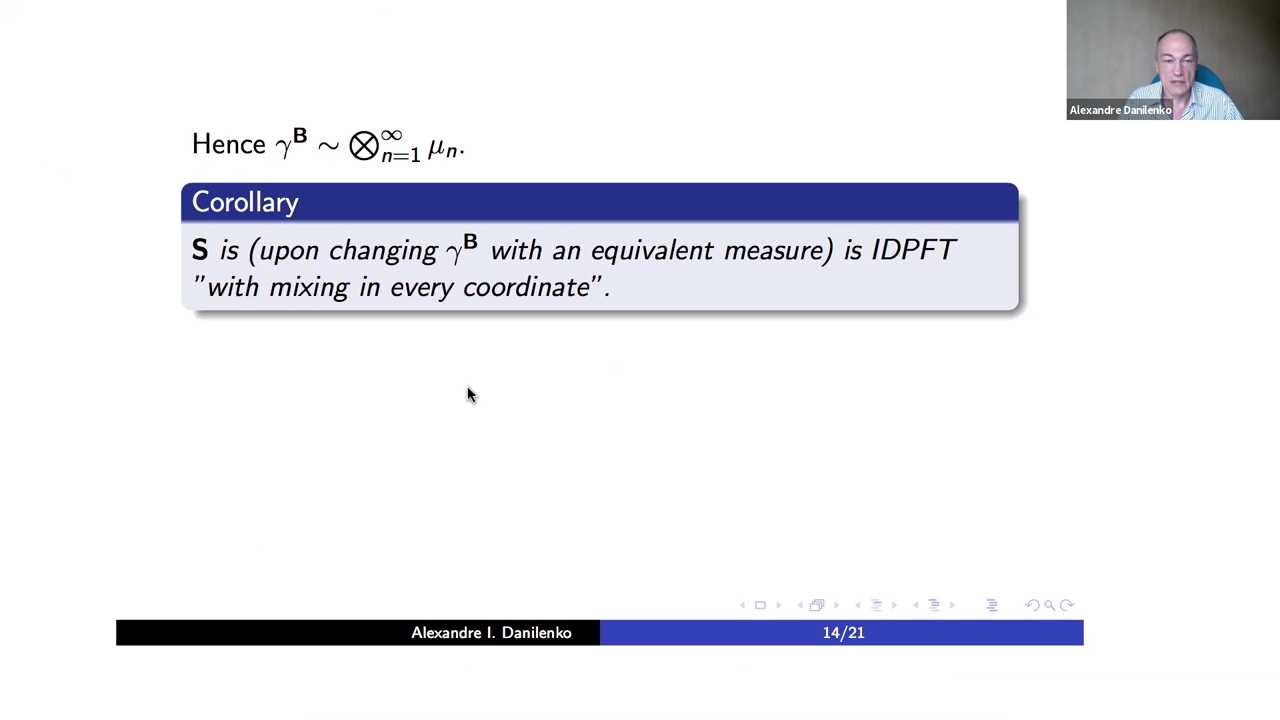 Alexandre Danilenko
Hence γ^B ∼ ⊗_{n=1}^∞ μ_n.
Corollary
S is (upon changing γ^B with an equivalent measure) is IDPFT
”with mixing in every coordinate”.
Alexandre I. Danilenko
14/21